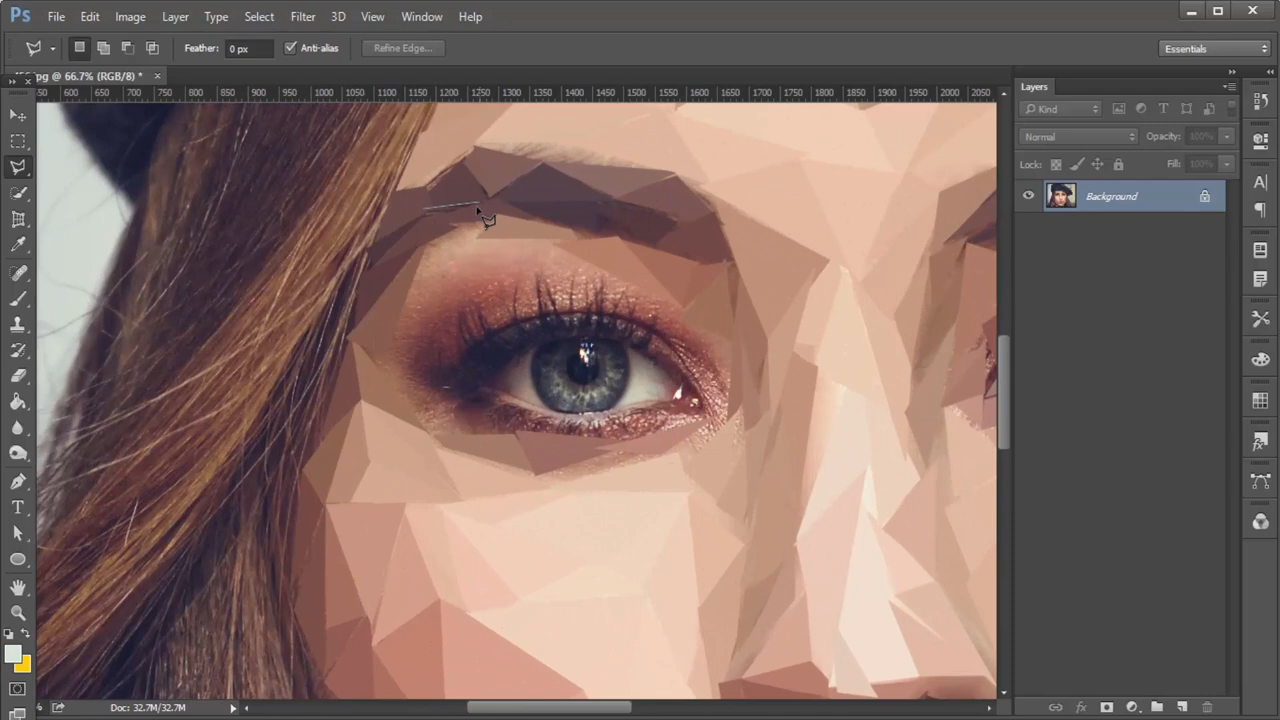 Ps File Edit Image Layer Type Select Filter 3D View Window Help
Feather: 0 px Anti-alias Refine Edge... Essentials
.jpg @ 66.7% (RGB/8) * ×
600 650 700 750 800 850 900 950 1000 1050 1100 1150 1200 1250 1300 1350 1400 1450 1500 1550 1600 1650 1700 1750 1800 1850 1900 1950 2000 2050
Layers
Kind
Normal Opacity: 100%
Lock: Fill: 100%
Background
Doc: 32.7M/32.7M